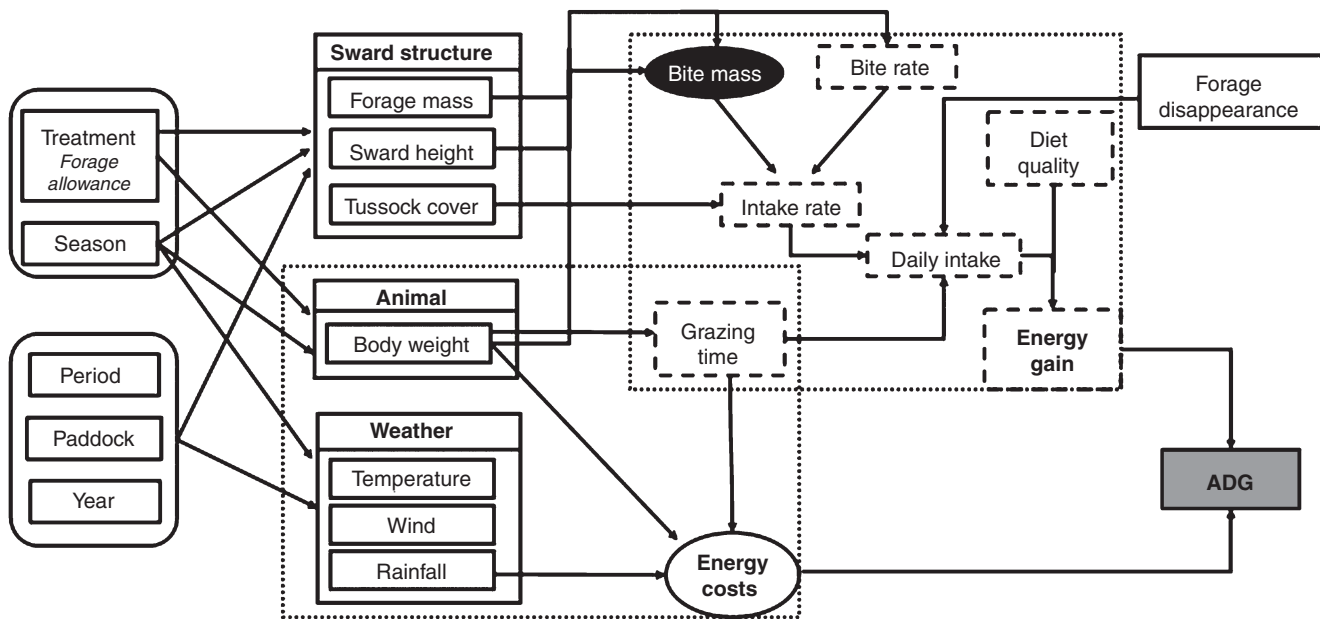 Treatment
Forage
allowance
Season
Period
Paddock
Year
Sward structure
Forage mass
Sward height
Tussock cover
Animal
Body weight
Weather
Temperature
Wind
Rainfall
Bite mass
Bite rate
Intake rate
Diet
quality
Daily intake
Grazing
time
Energy
gain
Energy
costs
Forage
disappearance
ADG